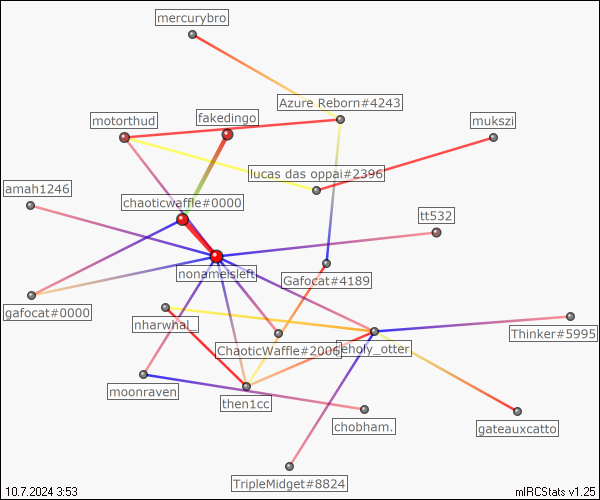 mercurybro
Azure Reborn#4243
motorthud
fakedingo
mukszi
lucas das oppai#2396
amah1246
chaoticwaffle#0000
tt532
nonameisleft
Gafocat#4189
gafocat#0000
nharwhal_
Thinker#5995
ChaoticWaffle#2006
eholy_otter
moonraven
then1cc
chobham.
gateauxcatto
TripleMidget#8824
10.7.2024 3:53
mIRCStats v1.25